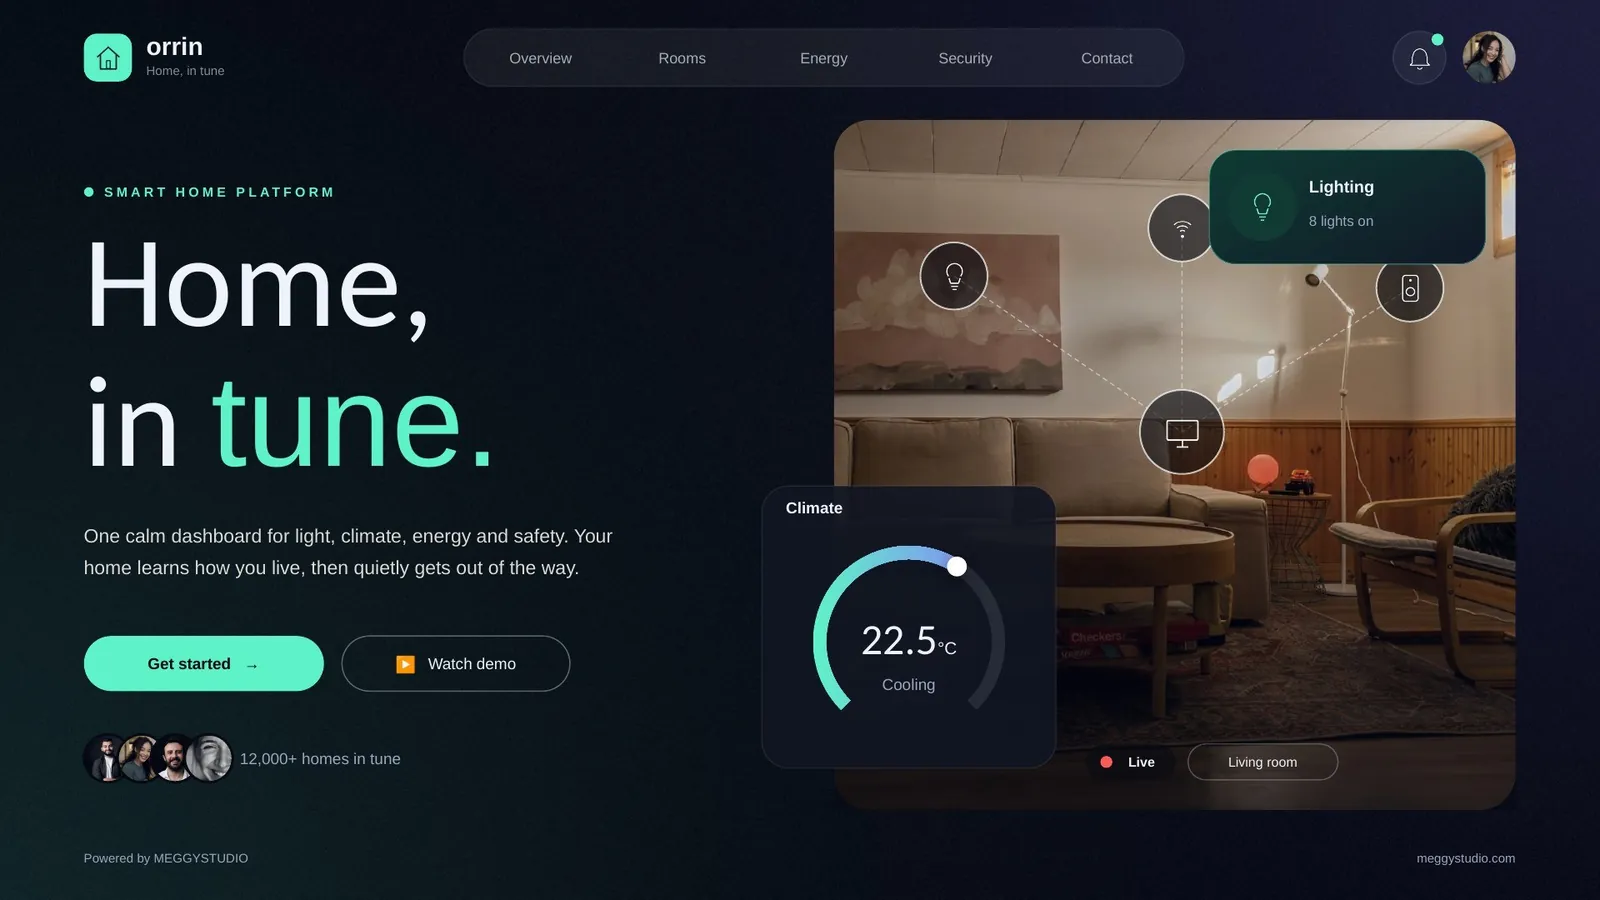 orrin
Home, in tune
Overview
Rooms
Energy
Security
Contact
SMART HOME PLATFORM
Home,
in tune.
One calm dashboard for light, climate, energy and safety. Your
home learns how you live, then quietly gets out of the way.
Get started →
Watch demo
12,000+ homes in tune
Lighting
8 lights on
Climate
22.5°C
Cooling
Checkers
Live
Living room
Powered by MEGGYSTUDIO
meggystudio.com